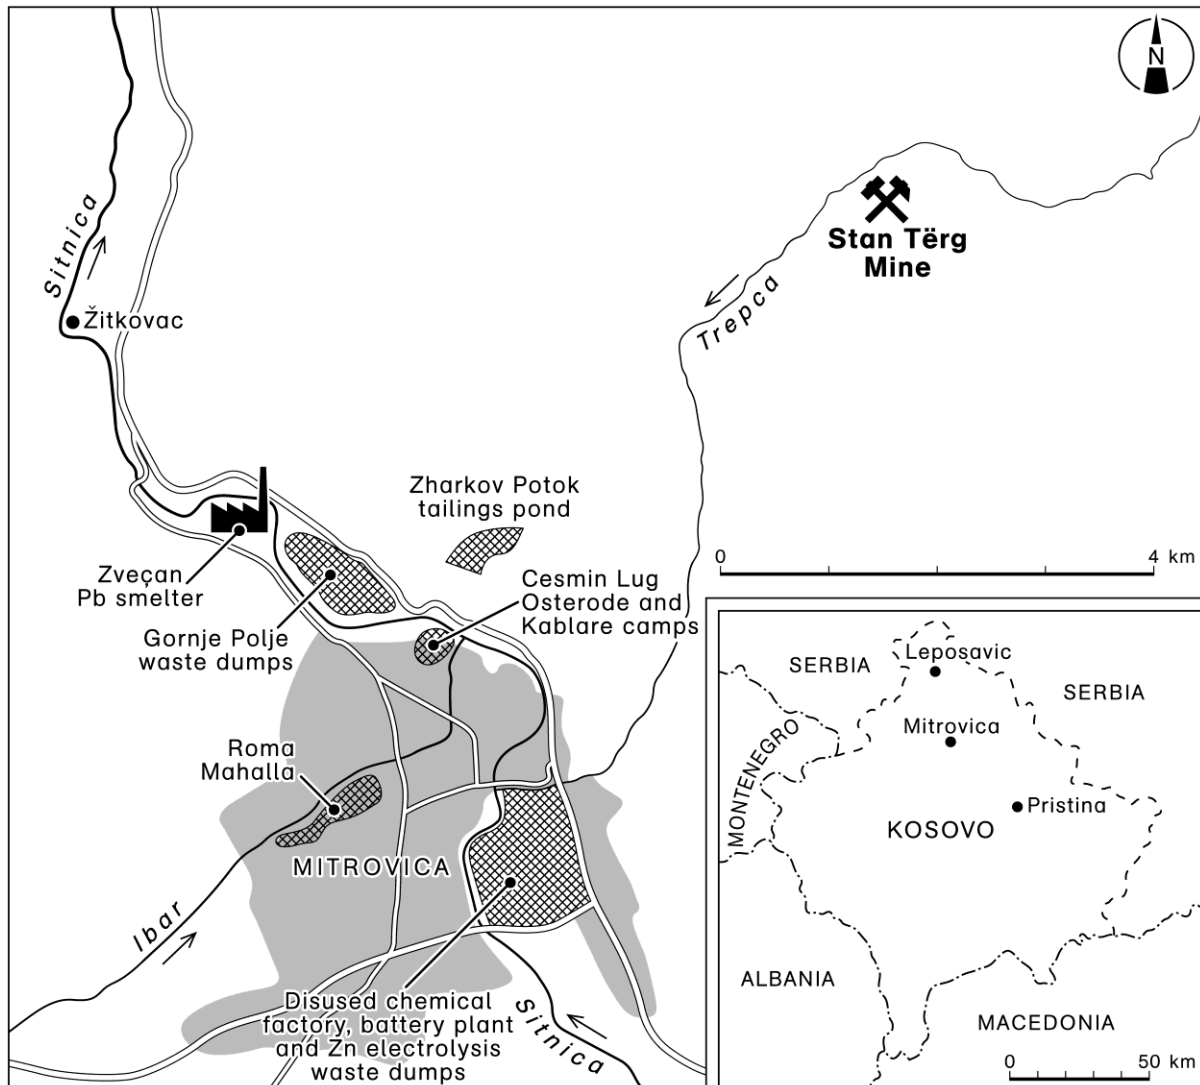 N
Stan Tërg
Mine
Sitnica
Trepca
Žitkovac
Zharkov Potok
tailings pond
0 4 km
Zveçan
Pb smelter
Cesmin Lug
Osterode and
Kablare camps
Gornje Polje
waste dumps
Roma
Mahalla
MITROVICA
Ibar
Disused chemical
factory, battery plant
and Zn electrolysis
waste dumps
Sitnica
SERBIA
Leposavic
SERBIA
Mitrovica
MONTENEGRO
Pristina
KOSOVO
ALBANIA
MACEDONIA
0 50 km